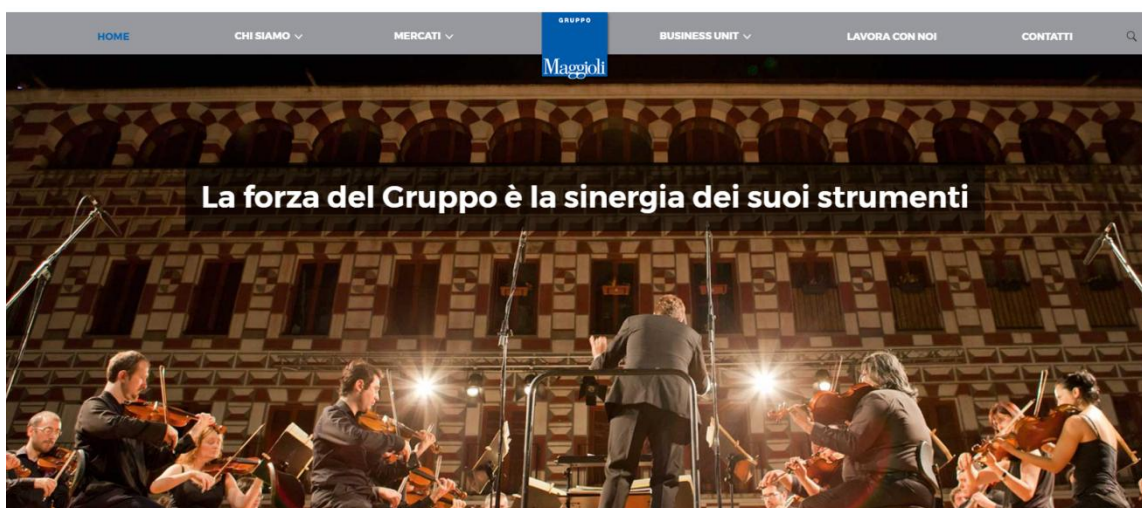 HOME
CHI SIAMO
MERCATI
GRUPPO
Maggioli
BUSINESS UNIT
LAVORA CON NOI
CONTATTI
La forza del Gruppo è la sinergia dei suoi strumenti